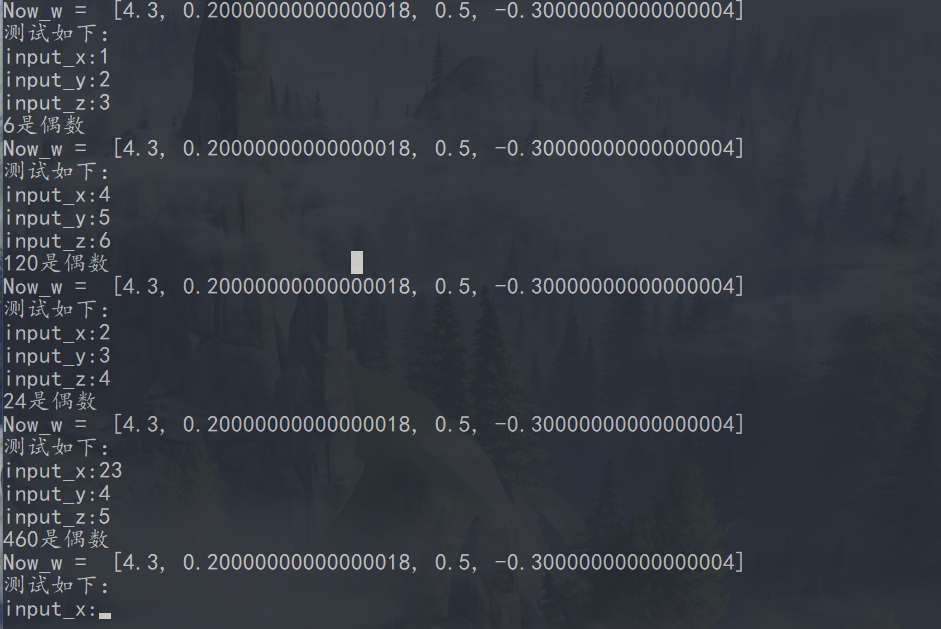 Now_w =  [4.3, 0.20000000000000018, 0.5, -0.30000000000000004]
测试如下:
input_x:1
input_y:2
input_z:3
6是偶数
Now_w =  [4.3, 0.20000000000000018, 0.5, -0.30000000000000004]
测试如下:
input_x:4
input_y:5
input_z:6
120是偶数
Now_w =  [4.3, 0.20000000000000018, 0.5, -0.30000000000000004]
测试如下:
input_x:2
input_y:3
input_z:4
24是偶数
Now_w =  [4.3, 0.20000000000000018, 0.5, -0.30000000000000004]
测试如下:
input_x:23
input_y:4
input_z:5
460是偶数
Now_w =  [4.3, 0.20000000000000018, 0.5, -0.30000000000000004]
测试如下:
input_x: